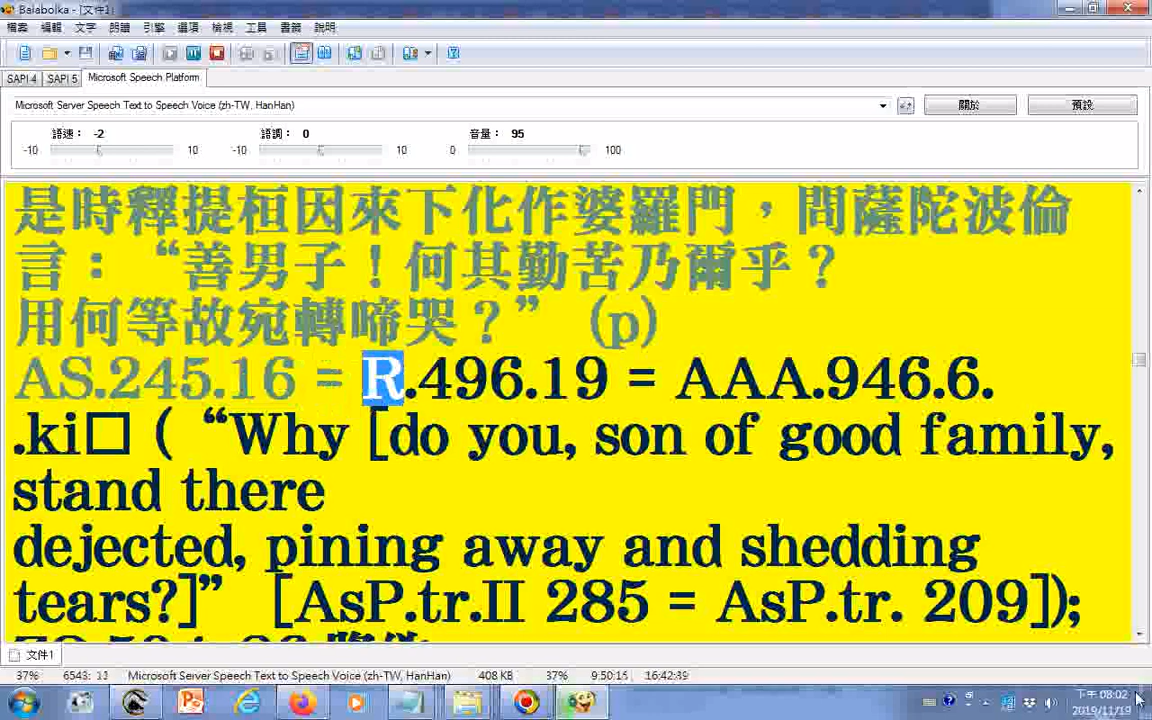 Balabolka - [文件1]
檔案 編輯 文字 朗讀 引擎 選項 檢視 工具 書籤 說明
SAPI 4 SAPI 5 Microsoft Speech Platform
Microsoft Server Speech Text to Speech Voice (zh-TW, HanHan) 關於 預設
語速： -2 語調： 0 音量： 95
-10 10 -10 10 0 100
是時釋提桓因來下化作婆羅門，問薩陀波倫
言：“善男子！何其勤苦乃爾乎？
用何等故宛轉啼哭？” (p)
AS.245.16 = R.496.19 = AAA.946.6.
.ki□ (“Why [do you, son of good family,
stand there
dejected, pining away and shedding
tears?]” [AsP.tr.II 285 = AsP.tr. 209]);
文件1
37% 6543: 13 Microsoft Server Speech Text to Speech Voice (zh-TW, HanHan) 408 KB 37% 9:50:15 16:42:39
下午 08:02
2019/11/19